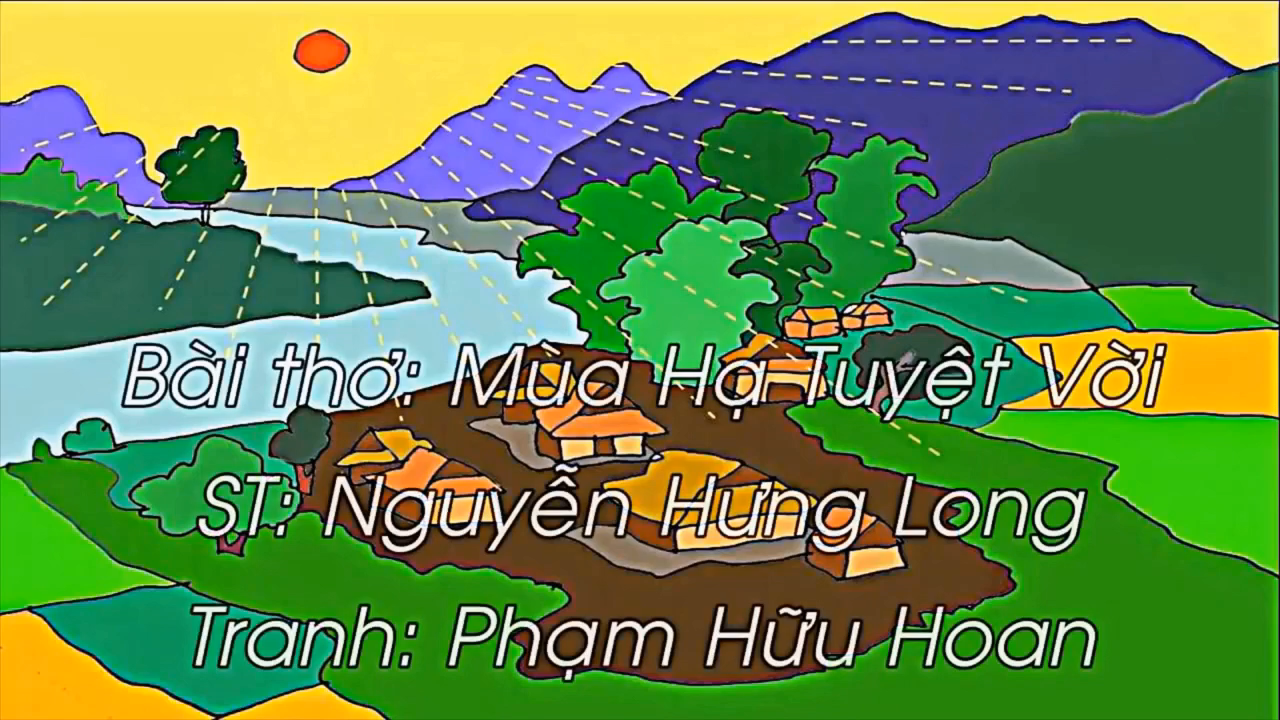 Bài thơ: Mùa Hạ Tuyệt Vời
ST: Nguyễn Hưng Long
Tranh: Phạm Hữu Hoan